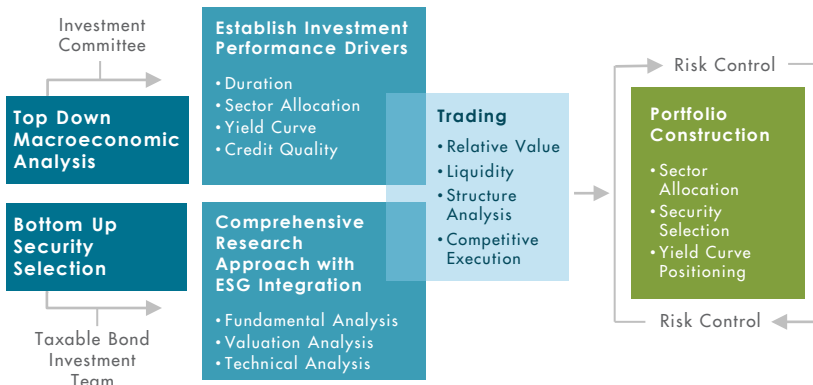 Investment
Committee
Top Down
Macroeconomic
Analysis
Establish Investment
Performance Drivers
• Duration
• Sector Allocation
• Yield Curve
• Credit Quality
Bottom Up
Security
Selection
Taxable Bond
Investment
Team
Comprehensive
Research
Approach with
ESG Integration
• Fundamental Analysis
• Valuation Analysis
• Technical Analysis
Trading
• Relative Value
• Liquidity
• Structure
Analysis
• Competitive
Execution
Risk Control
Portfolio
Construction
• Sector
Allocation
• Security
Selection
• Yield Curve
Positioning
Risk Control